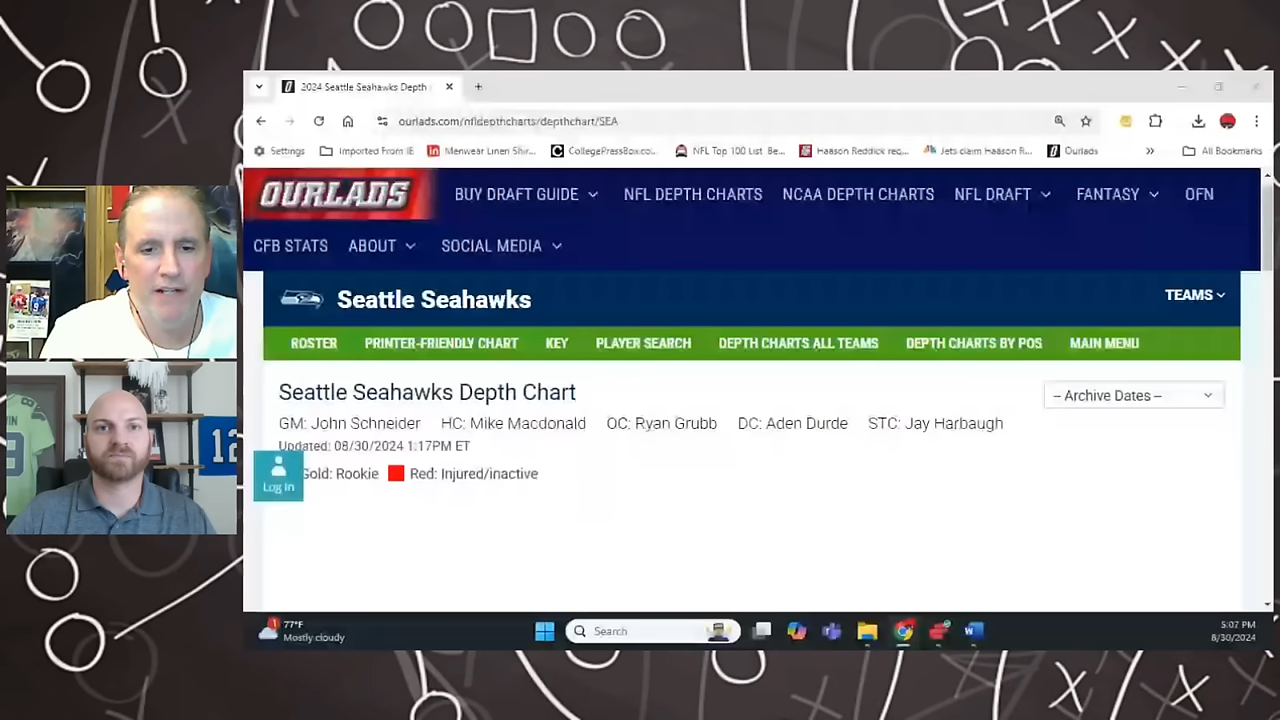 2024 Seattle Seahawks Depth
ourlads.com/nfldepthcharts/depthchart/SEA
Settings Imported From IE Menwear Linen Shir... CollegePressBox.co... NFL Top 100 List Be... Haason Reddick req... Jets claim Haason R... Ourlads » All Bookmarks
OURLADS BUY DRAFT GUIDE NFL DEPTH CHARTS NCAA DEPTH CHARTS NFL DRAFT FANTASY OFN
CFB STATS ABOUT SOCIAL MEDIA
Seattle Seahawks TEAMS
ROSTER PRINTER-FRIENDLY CHART KEY PLAYER SEARCH DEPTH CHARTS ALL TEAMS DEPTH CHARTS BY POS MAIN MENU
Seattle Seahawks Depth Chart -- Archive Dates --
GM: John Schneider HC: Mike Macdonald OC: Ryan Grubb DC: Aden Durde STC: Jay Harbaugh
Updated: 08/30/2024 1:17PM ET
Gold: Rookie Red: Injured/inactive
Log In
12
1 77°F
Mostly cloudy
Search
5:07 PM
8/30/2024